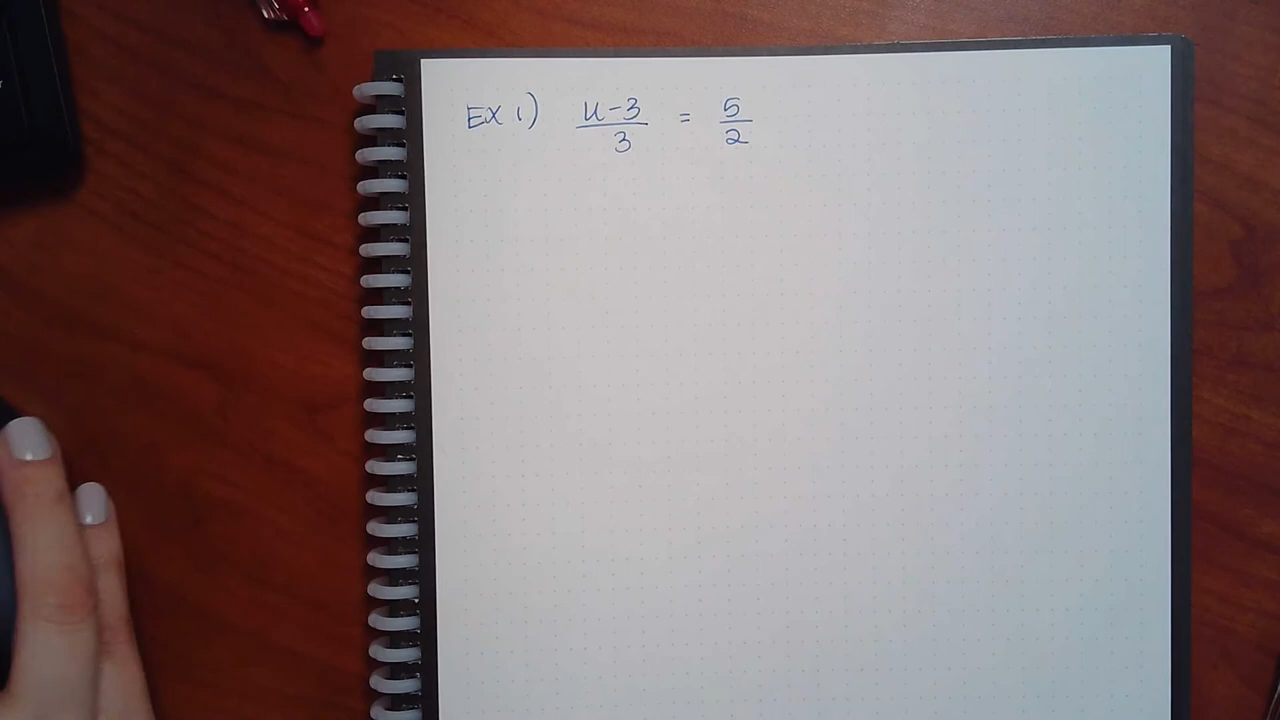 EX 1) u-3/3 = 5/2